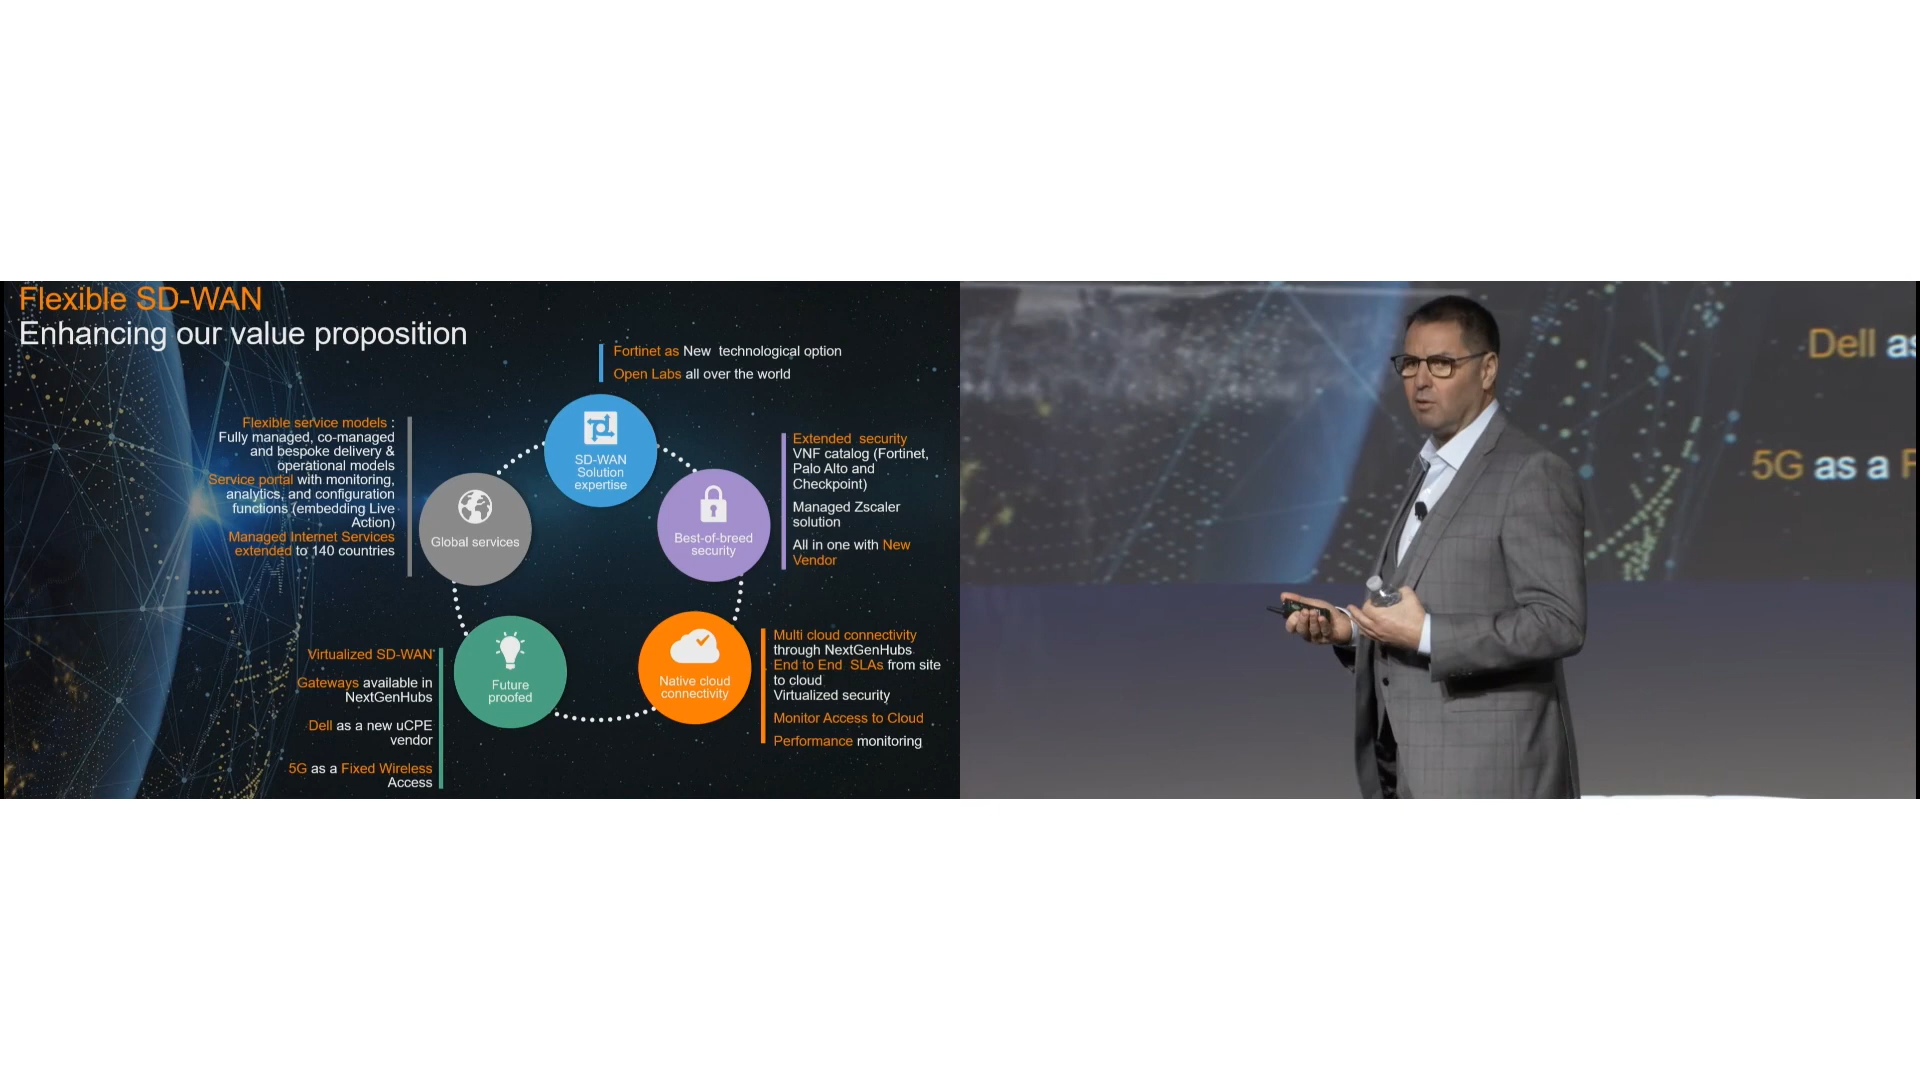 Flexible SD-WAN
Enhancing our value proposition
Fortinet as New technological option
Open Labs all over the world
Flexible service models :
Fully managed, co-managed
and bespoke delivery &
operational models
Service portal with monitoring,
analytics, and configuration
functions (embedding Live
Action)
Managed Internet Services
extended to 140 countries
Global services
SD-WAN
Solution
expertise
Best-of-breed
security
Extended security
VNF catalog (Fortinet,
Palo Alto and
Checkpoint)
Managed Zscaler
solution
All in one with New
Vendor
Virtualized SD-WAN
Gateways available in
NextGenHubs
Dell as a new uCPE
vendor
5G as a Fixed Wireless
Access
Future
proofed
Native cloud
connectivity
Multi cloud connectivity
through NextGenHubs
End to End SLAs from site
to cloud
Virtualized security
Monitor Access to Cloud
Performance monitoring
Dell as
5G as a F